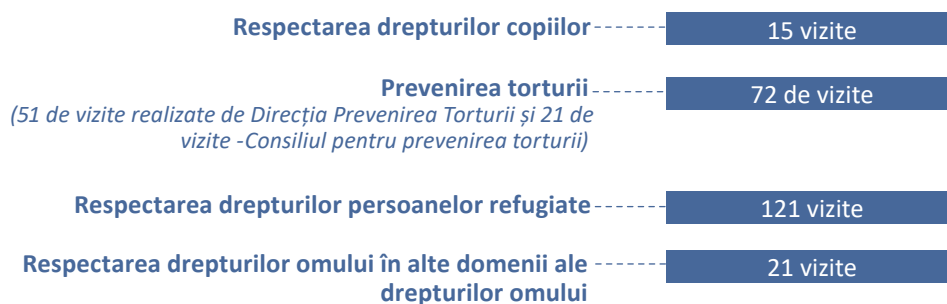 Respectarea drepturilor copiilor
15 vizite
Prevenirea torturii
72 de vizite
(51 de vizite realizate de Direcția Prevenirea Torturii și 21 de
vizite -Consiliul pentru prevenirea torturii)
Respectarea drepturilor persoanelor refugiate
121 vizite
Respectarea drepturilor omului în alte domenii ale
drepturilor omului
21 vizite